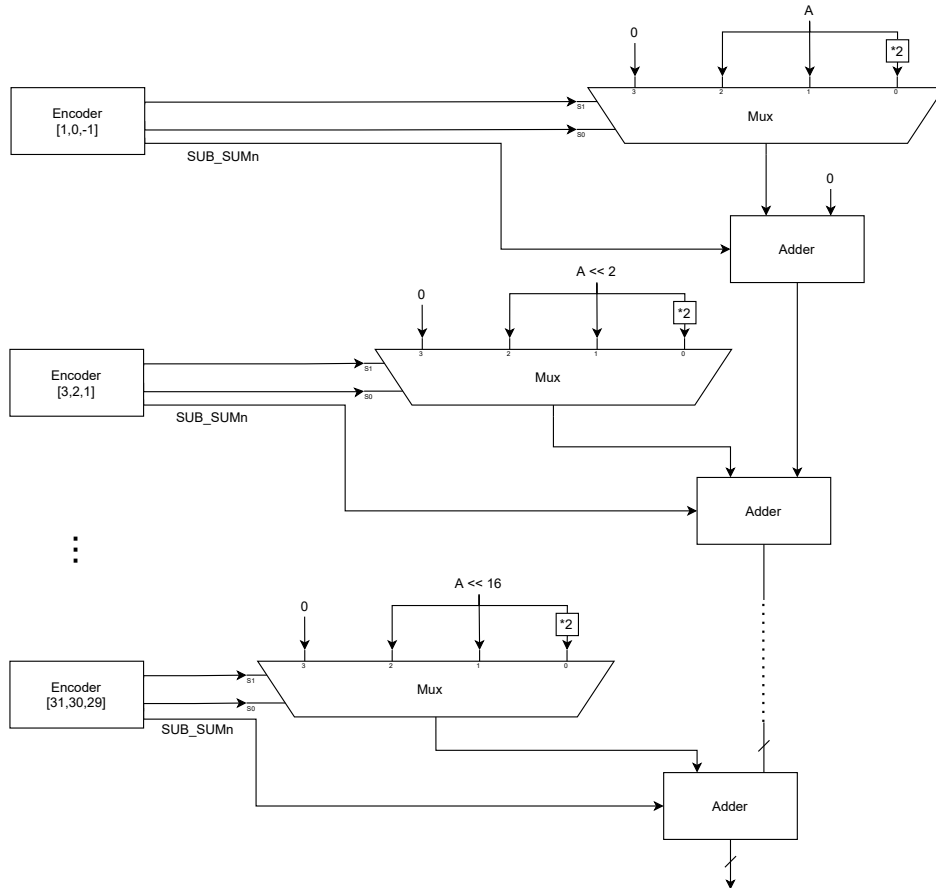 A
0
*2
3
2
1
0
Encoder
[1,0,-1]
S1
Mux
S0
SUB_SUMn
0
Adder
A << 2
0
*2
3
2
1
0
Encoder
[3,2,1]
S1
Mux
S0
SUB_SUMn
Adder
A << 16
0
*2
3
2
1
0
Encoder
[31,30,29]
S1
Mux
S0
SUB_SUMn
Adder